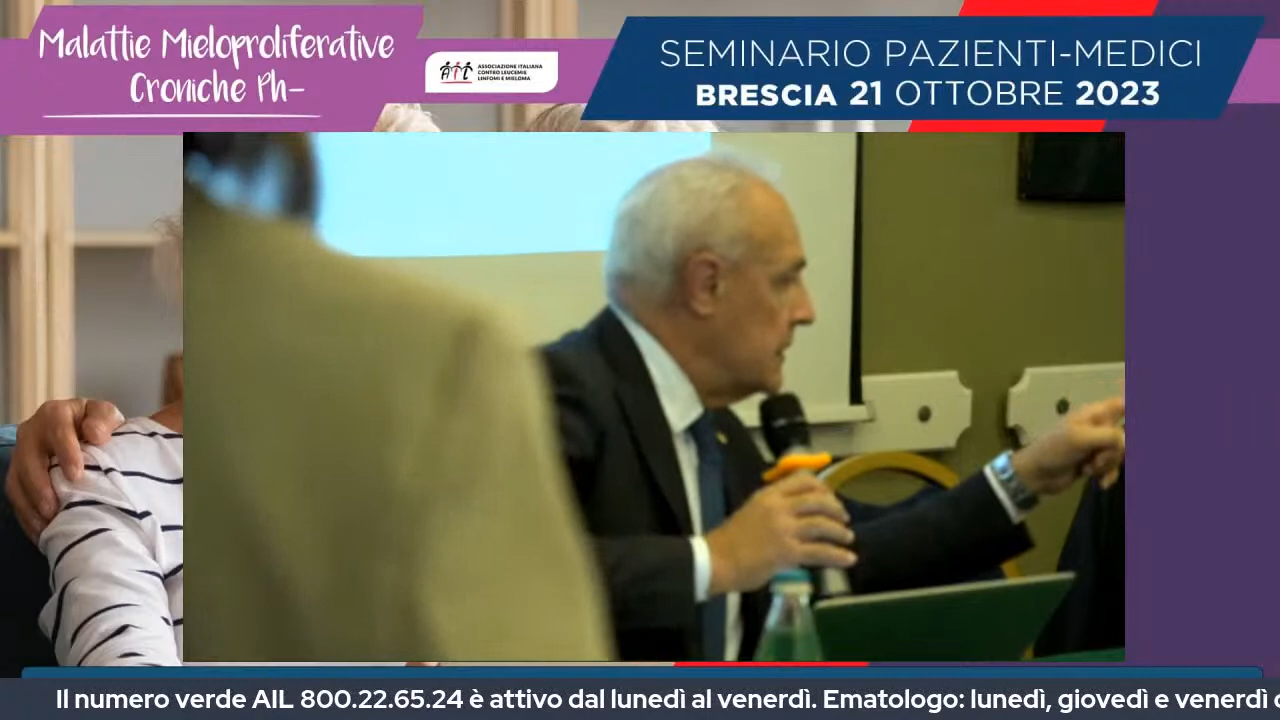 Malattie Mieloproliferative
Croniche Ph-
AIL
ASSOCIAZIONE ITALIANA
CONTRO LEUCEMIE
LINFOMI E MIELOMA
SEMINARIO PAZIENTI-MEDICI
BRESCIA 21 OTTOBRE 2023
Il numero verde AIL 800.22.65.24 è attivo dal lunedì al venerdì. Ematologo: lunedì, giovedì e venerdì